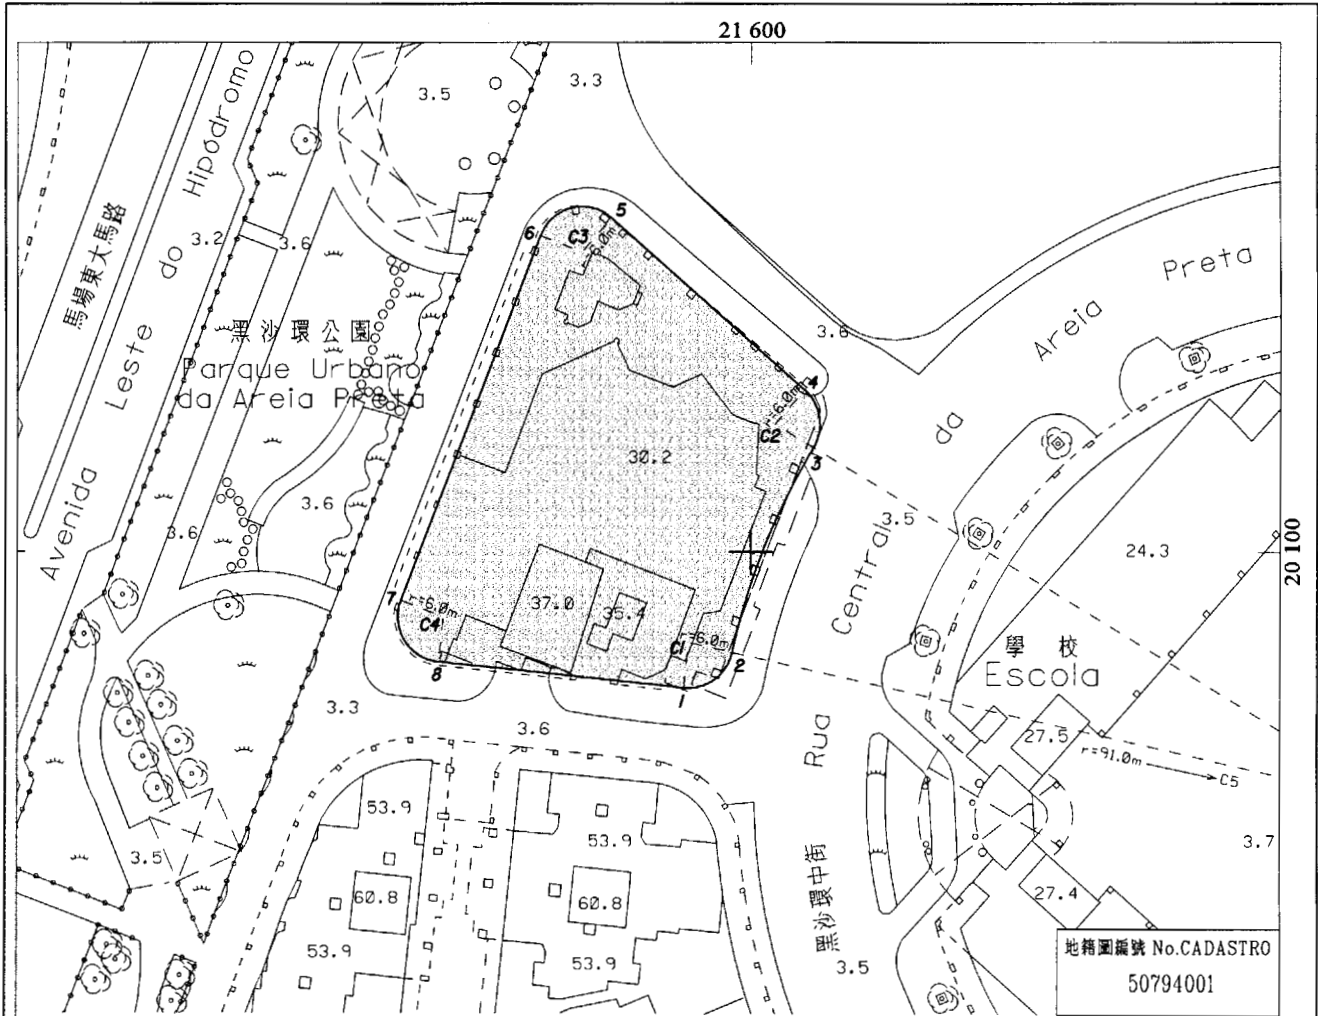 21 600
3.3
3.5
Avenida Leste do Hipódromo
馬場東大馬路
3.2
3.6
黑沙環公園
Parque Urbano
da Areia Preta
5
6
C3
r=6.0m
3.6
4
r=6.0m
C2
3
30.2
Rua Central da Areia Preta
3.5
24.3
20 100
3.6
3.6
7
r=6.0m
C4
37.0
35.4
r=6.0m
C1
2
1
8
學校
Escola
3.3
3.6
27.5
r=91.0m
C5
53.9
53.9
3.7
3.5
黑沙環中街
60.8
60.8
27.4
53.9
53.9
3.5
地籍圖編號 No.CADASTRO
50794001